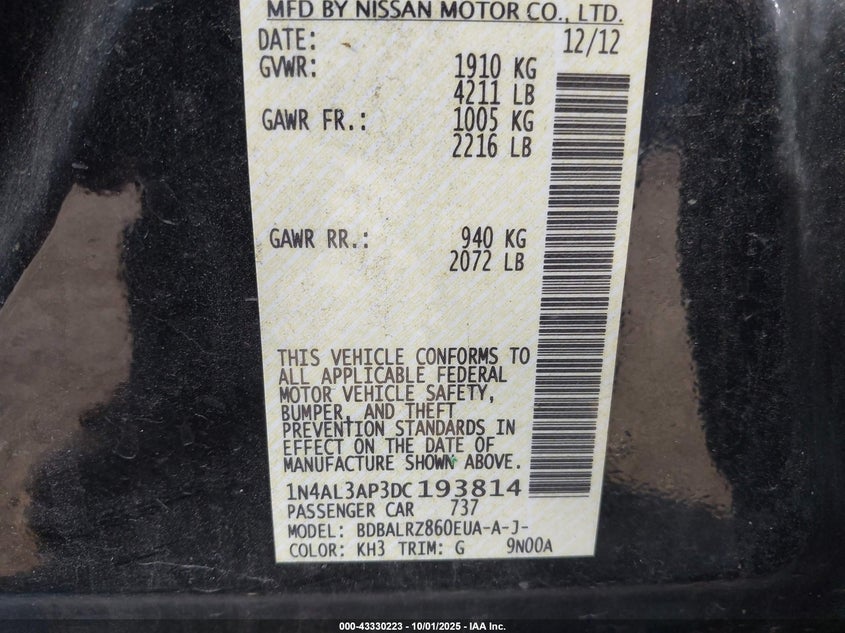 MFD BY NISSAN MOTOR CO., LTD.
DATE: 12/12
GVWR: 1910 KG
4211 LB
GAWR FR.: 1005 KG
2216 LB
GAWR RR.: 940 KG
2072 LB
THIS VEHICLE CONFORMS TO
ALL APPLICABLE FEDERAL
MOTOR VEHICLE SAFETY,
BUMPER, AND THEFT
PREVENTION STANDARDS IN
EFFECT ON THE DATE OF
MANUFACTURE SHOWN ABOVE.
1N4AL3AP3DC193814
PASSENGER CAR 737
MODEL: BDBALRZ860EUA-A-J-
COLOR: KH3 TRIM: G 9N00A
000-43330223 - 10/01/2025 - IAA Inc.